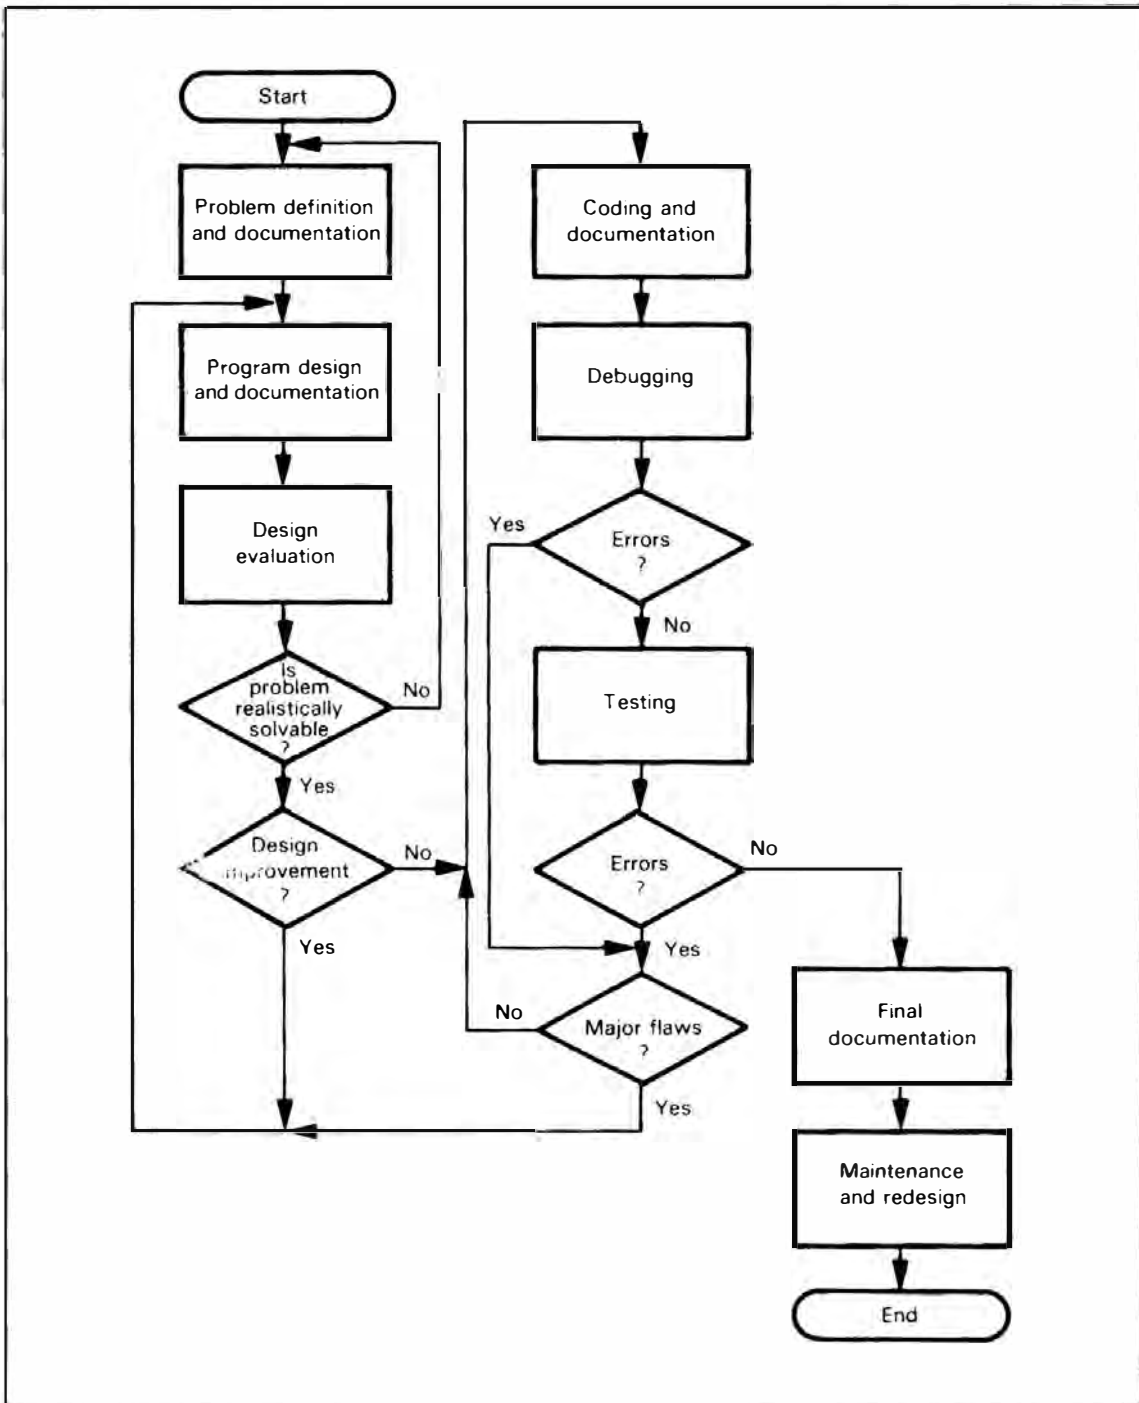 Start
Problem definition
and documentation
Program design
and documentation
Design
evaluation
Is
problem
realistically
solvable
?
No
Yes
Design
improvement
?
No
Yes
Coding and
documentation
Debugging
Errors
?
Yes
No
Testing
Errors
?
No
Yes
Major flaws
?
No
Yes
Final
documentation
Maintenance
and redesign
End